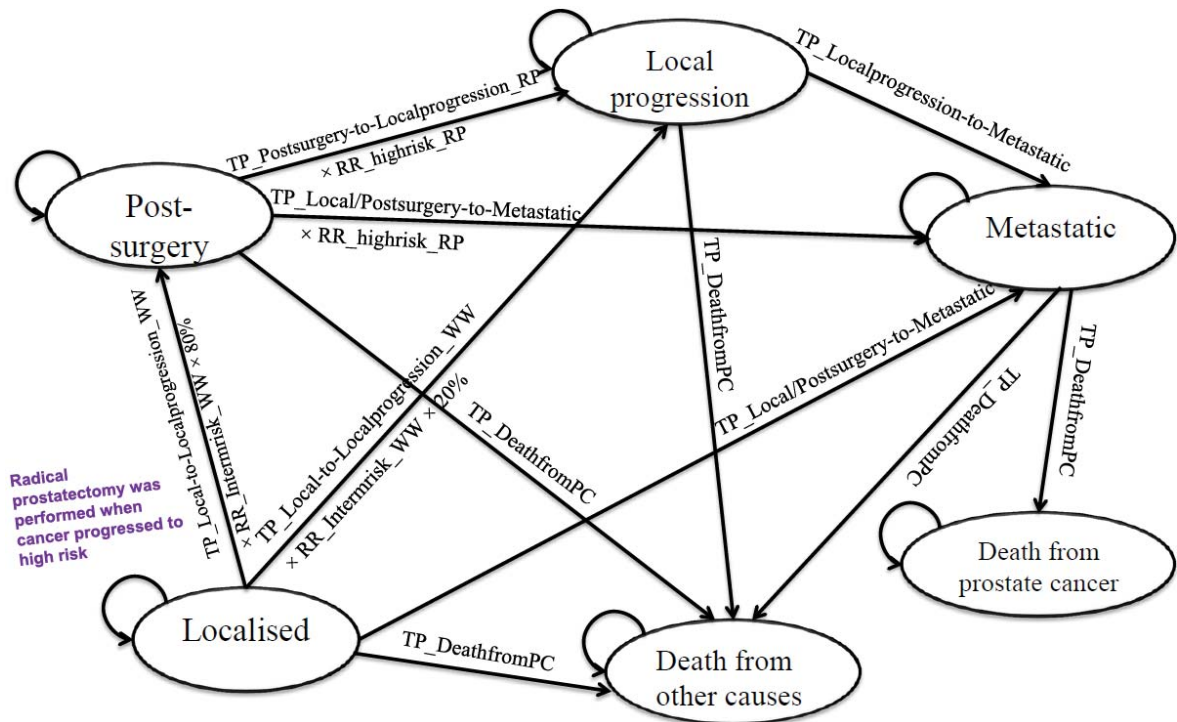 Local
progression
TP_Localprogression-to-Metastatic
TP_Postsurgery-to-Localprogression_RP
× RR_highrisk_RP
Post-
surgery
TP_Local/Postsurgery-to-Metastatic
× RR_highrisk_RP
Metastatic
TP_DeathfromPC
TP_Local-to-Localprogression_WW
× RR_Intermrisk_WW × 80%
TP_Local-to-Localprogression_WW
× RR_Intermrisk_WW × 20%
TP_DeathfromPC
TP_Local/Postsurgery-to-Metastatic
TP_DeathfromPC
TP_DeathfromPC
Radical
prostatectomy was
performed when
cancer progressed to
high risk
Death from
prostate cancer
Localised
TP_DeathfromPC
Death from
other causes